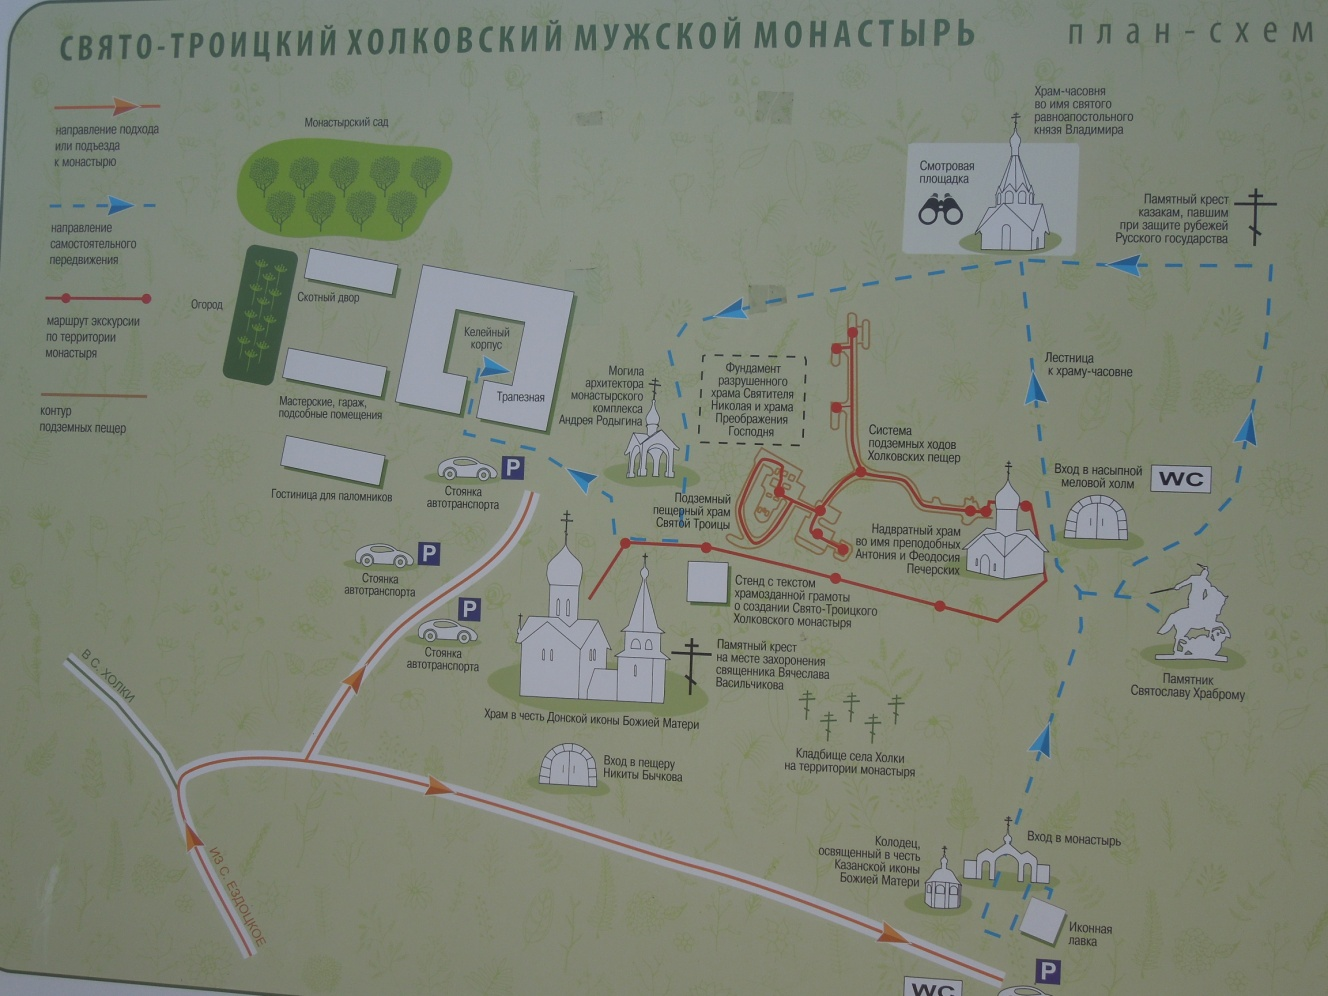 СВЯТО-ТРОИЦКИЙ ХОЛКОВСКИЙ МУЖСКОЙ МОНАСТЫРЬ
план-схем
направление подхода
или подъезда
к монастырю
направление
самостоятельного
передвижения
маршрут экскурсии
по территории
монастыря
контур
подземных пещер
Монастырский сад
Огород
Скотный двор
Мастерские, гараж,
подсобные помещения
Гостиница для паломников
Келейный
корпус
Трапезная
P
Стоянка
автотранспорта
P
Стоянка
автотранспорта
P
Стоянка
автотранспорта
Могила
архитектора
монастырского
комплекса
Андрея Родыгина
Фундамент
разрушенного
храма Святителя
Николая и храма
Преображения
Господня
Смотровая
площадка
Храм-часовня
во имя святого
равноапостольного
князя Владимира
Памятный крест
казакам, павшим
при защите рубежей
Русского государства
Лестница
к храму-часовне
Система
подземных ходов
Холковских пещер
Подземный
пещерный храм
Святой Троицы
Надвратный храм
во имя преподобных
Антония и Феодосия
Печерских
Вход в насыпной
меловой холм
WC
Стенд с текстом
храмозданной грамоты
о создании Свято-Троицкого
Холковского монастыря
Памятный крест
на месте захоронения
священника Вячеслава
Васильчикова
Храм в честь Донской иконы Божией Матери
Вход в пещеру
Никиты Бычкова
Кладбище села Холки
на территории монастыря
Памятник
Святославу Храброму
В С. ХОЛКИ
ИЗ С. ЕЗДОЦКОЕ
Колодец,
освященный в честь
Казанской иконы
Божией Матери
Вход в монастырь
Иконная
лавка
P
WC